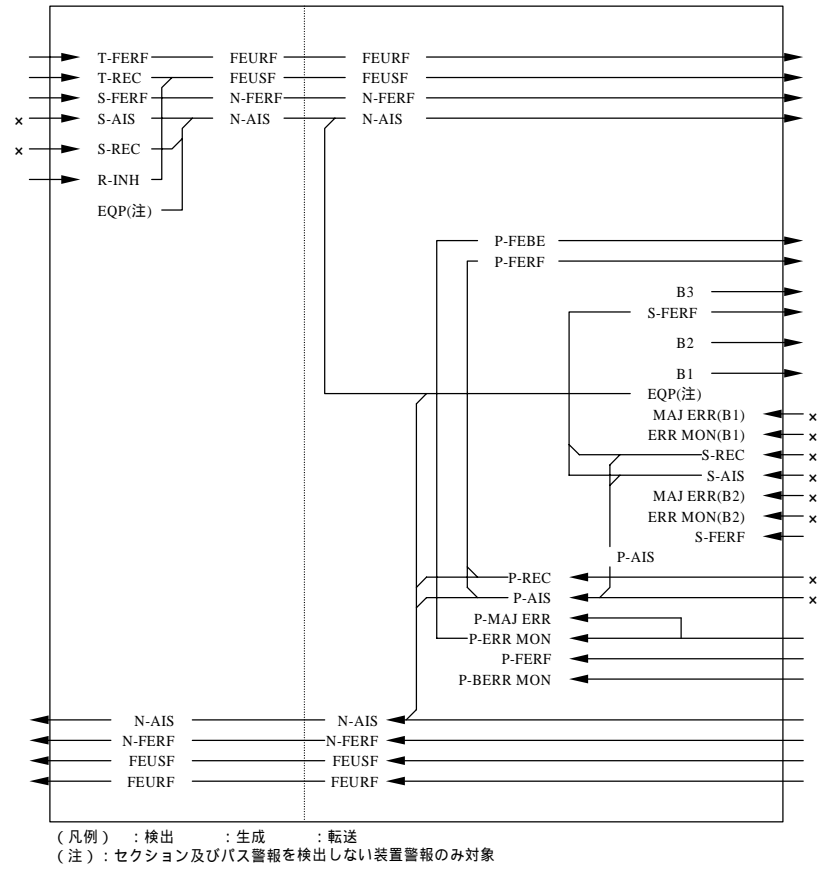 T-FERF FEURF FEURF
T-REC FEUSF FEUSF
S-FERF N-FERF N-FERF
× S-AIS N-AIS N-AIS
× S-REC
R-INH
EQP(注)
P-FEBE
P-FERF
B3
S-FERF
B2
B1
EQP(注)
MAJ ERR(B1) ×
ERR MON(B1) ×
S-REC ×
S-AIS ×
MAJ ERR(B2) ×
ERR MON(B2) ×
S-FERF
P-AIS
P-REC ×
P-AIS ×
P-MAJ ERR
P-ERR MON
P-FERF
P-BERR MON
N-AIS N-AIS
N-FERF N-FERF
FEUSF FEUSF
FEURF FEURF
(凡例) :検出 :生成 :転送
(注):セクション及びパス警報を検出しない装置警報のみ対象